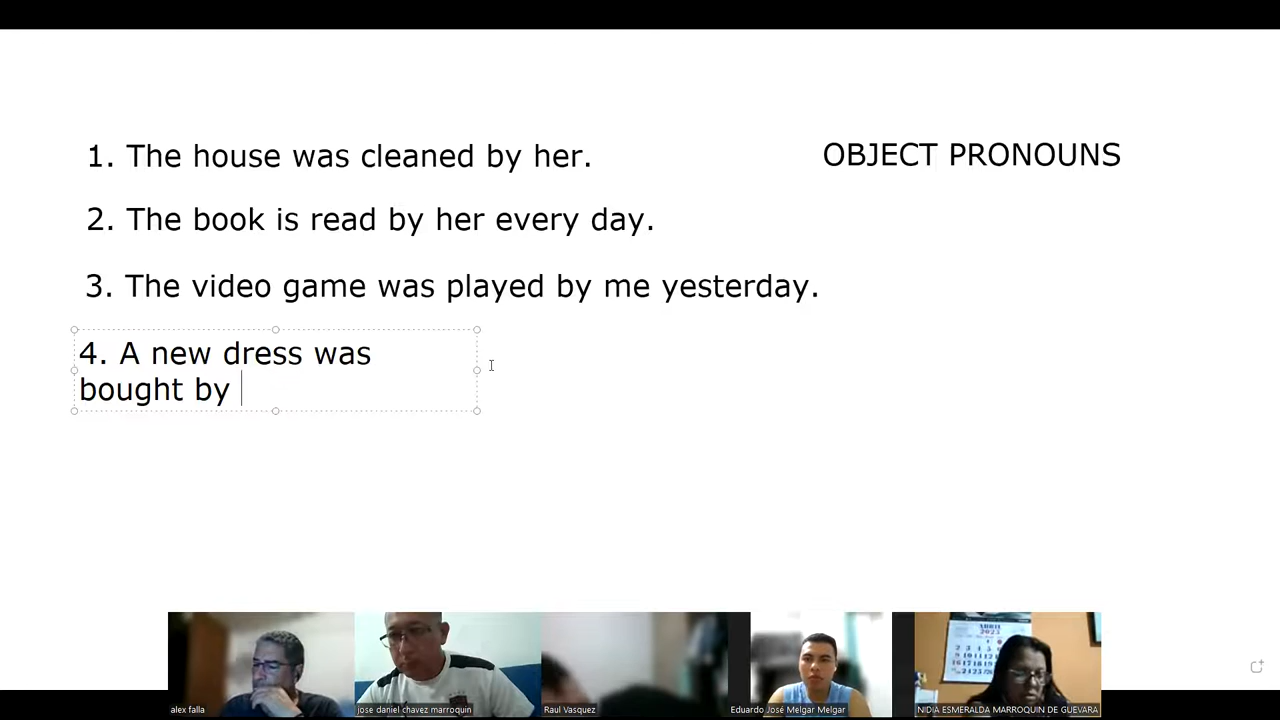 1. The house was cleaned by her.
OBJECT PRONOUNS
2. The book is read by her every day.
3. The video game was played by me yesterday.
4. A new dress was
bought by
ABRIL
2023
alex falla
jose daniel chavez marroquin
Raul Vasquez
Eduardo José Melgar Melgar
NIDIA ESMERALDA MARROQUIN DE GUEVARA